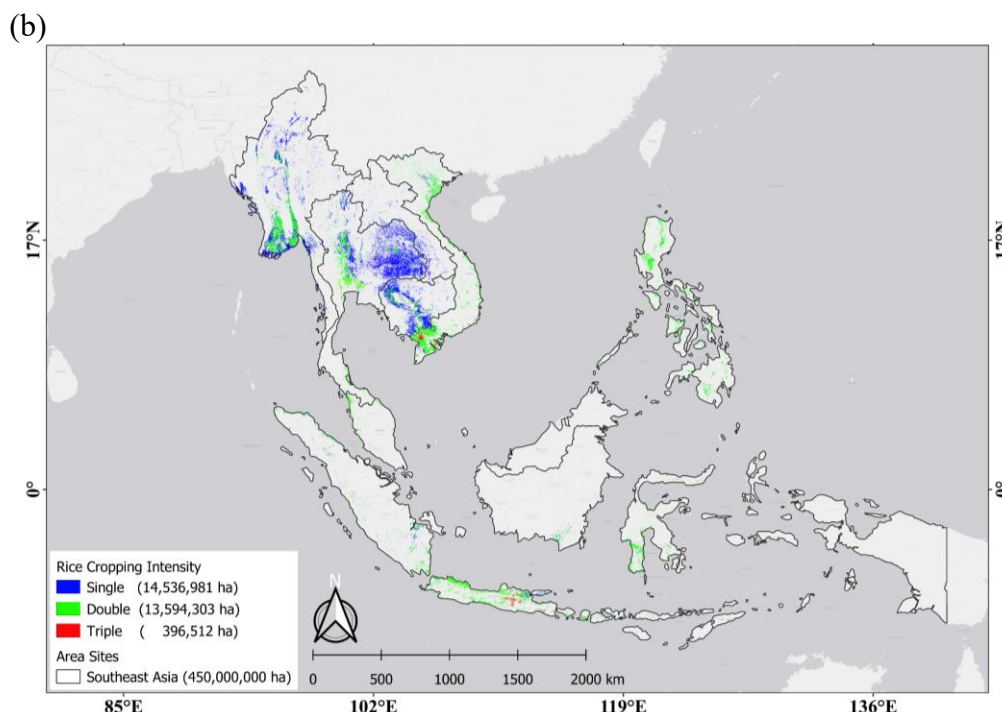 (b)
17°N
17°N
0°
0°
Rice Cropping Intensity
Single (14,536,981 ha)
Double (13,594,303 ha)
Triple ( 396,512 ha)
Area Sites
Southeast Asia (450,000,000 ha)
N
0 500 1000 1500 2000 km
85°E 102°E 119°E 136°E